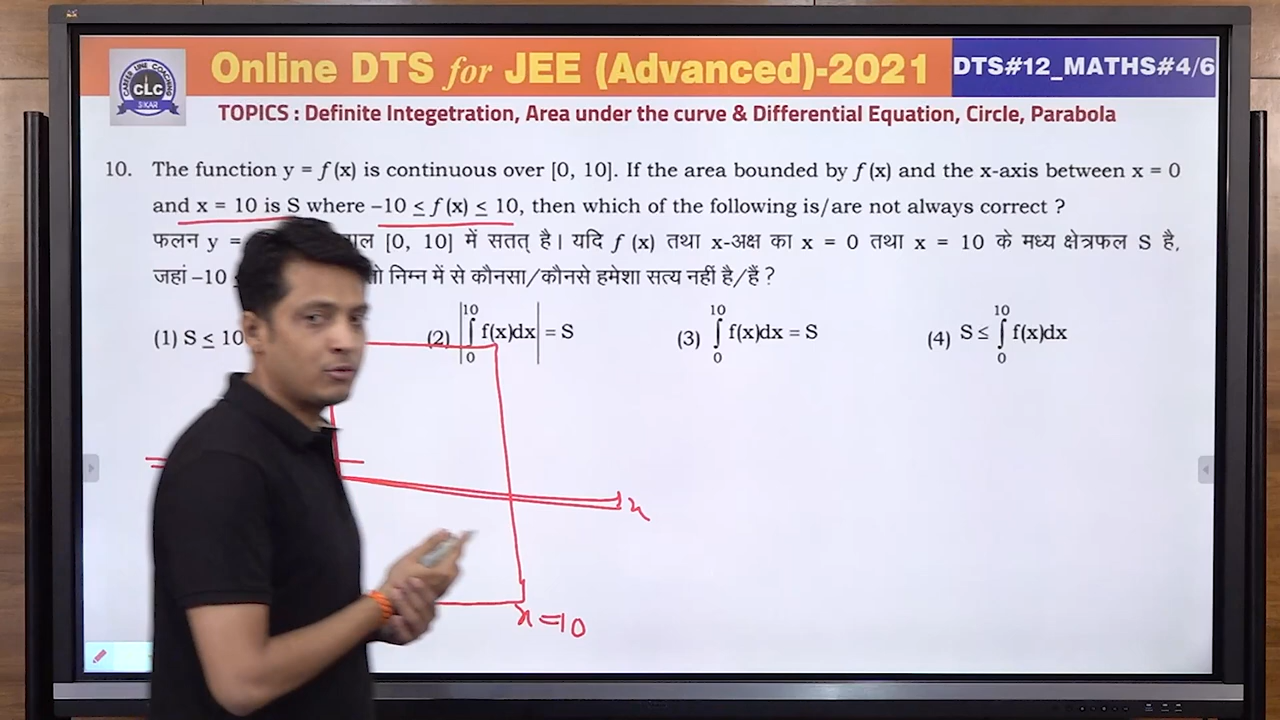 Online DTS for JEE (Advanced)-2021
DTS#12_MATHS#4/6
CLC
SIKAR
TOPICS : Definite Integetration, Area under the curve & Differential Equation, Circle, Parabola
10. The function y = f (x) is continuous over [0, 10]. If the area bounded by f (x) and the x-axis between x = 0
and x = 10 is S where –10 ≤ f (x) ≤ 10, then which of the following is/are not always correct ?
फलन y = [0, 10] में सतत् है। यदि f (x) तथा x-अक्ष का x = 0 तथा x = 10 के मध्य क्षेत्रफल S है,
जहां –10 निम्न में से कौनसा/कौनसे हमेशा सत्य नहीं है/हैं ?
(1) S ≤ 10 (2) |∫₀¹⁰ f(x)dx| = S (3) ∫₀¹⁰ f(x)dx = S (4) S ≤ ∫₀¹⁰ f(x)dx
x
x=10